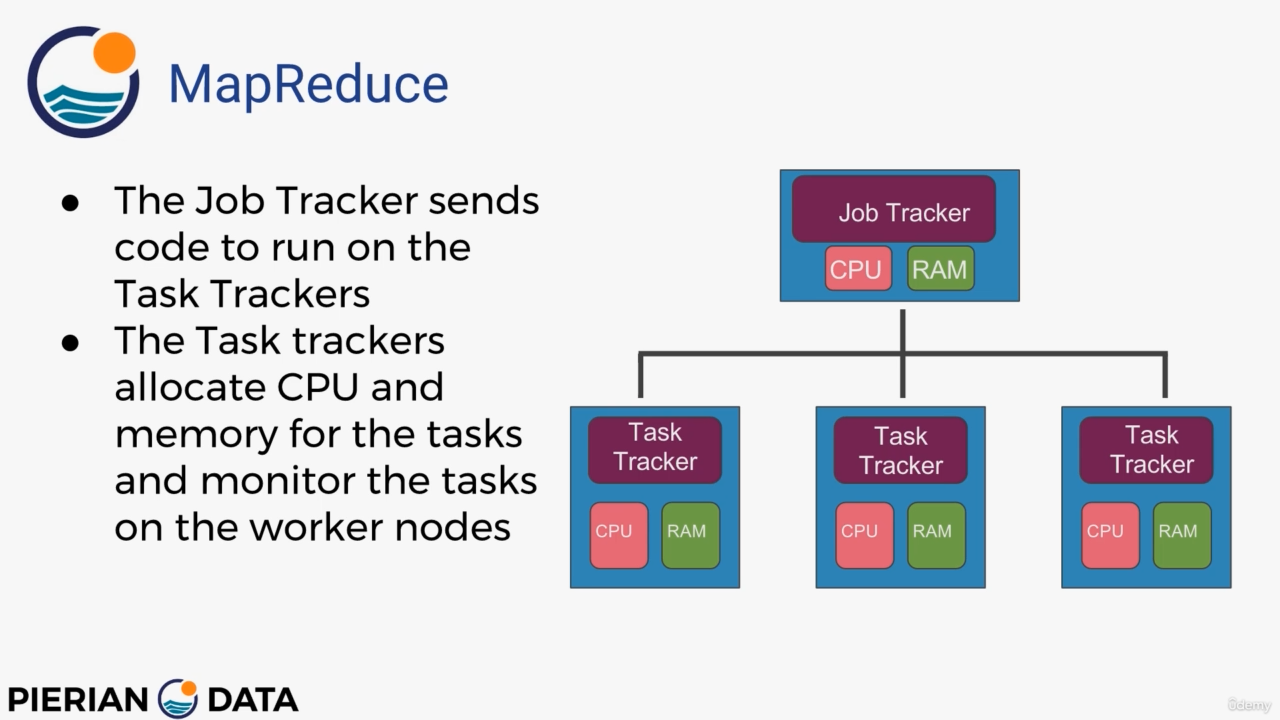 MapReduce
● The Job Tracker sends
code to run on the
Task Trackers
● The Task trackers
allocate CPU and
memory for the tasks
and monitor the tasks
on the worker nodes
Job Tracker
CPU RAM
Task
Tracker
CPU RAM
Task
Tracker
CPU RAM
Task
Tracker
CPU RAM
PIERIAN DATA
ûdemy